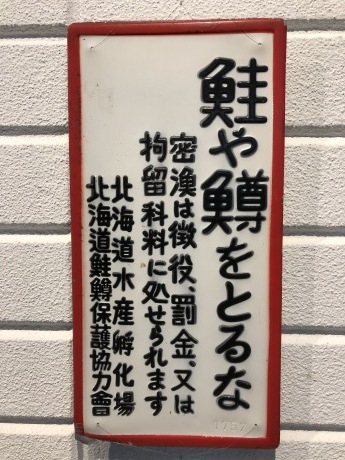 鮭や鱒をとるな
密漁は徴役、罰金、又は
拘留科料に処せられます
北海道水産孵化場
北海道鮭鱒保護協力會